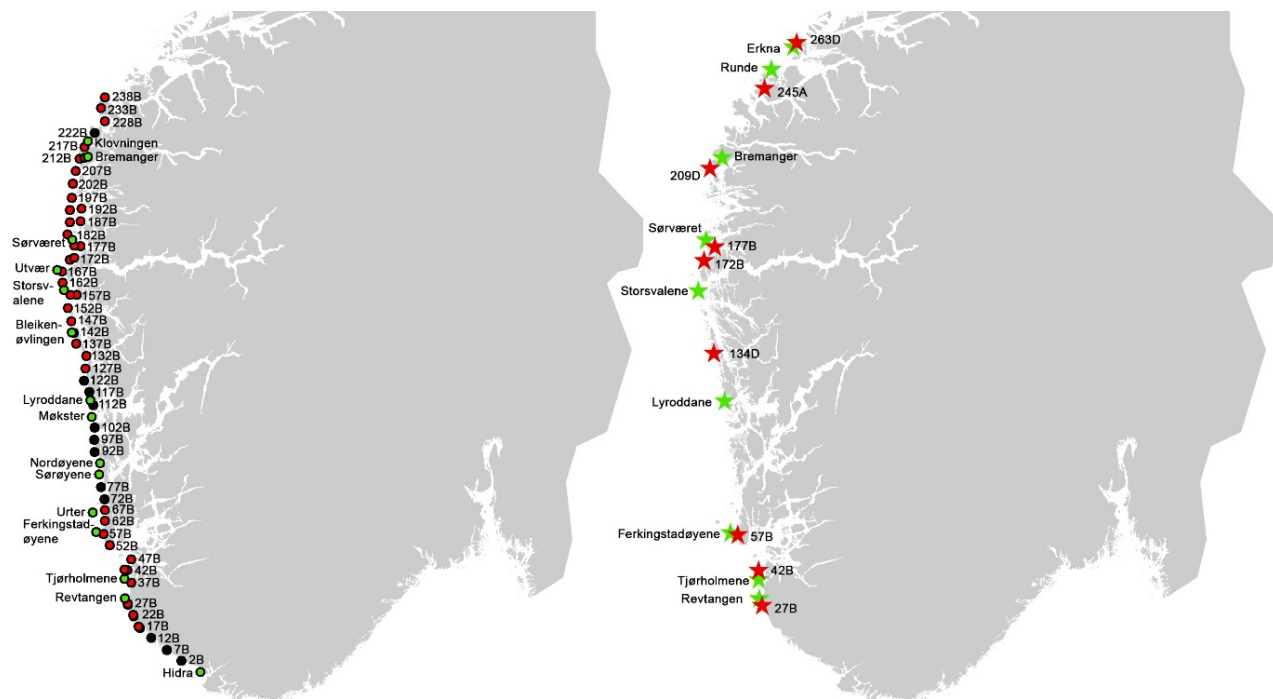 238B
233B
228B
222B
Klovningen
217B
Bremanger
212B
207B
202B
197B
192B
187B
182B
Sørværet
177B
172B
Utvær
167B
162B
Storsv-
alene
157B
152B
147B
Bleiken-
øvlingen
142B
137B
132B
127B
122B
117B
Lyroddane
112B
Møkster
102B
97B
92B
Nordøyene
Sørøyene
77B
72B
67B
Urter
62B
Ferkingstad-
øyene
57B
52B
47B
42B
Tjørholmene
37B
Revtangen
27B
22B
17B
12B
7B
2B
Hidra
263D
Erkna
Runde
245A
Bremanger
209D
Sørværet
177B
172B
Storsvalene
134D
Lyroddane
Ferkingstadøyene
57B
42B
Tjørholmene
Revtangen
27B